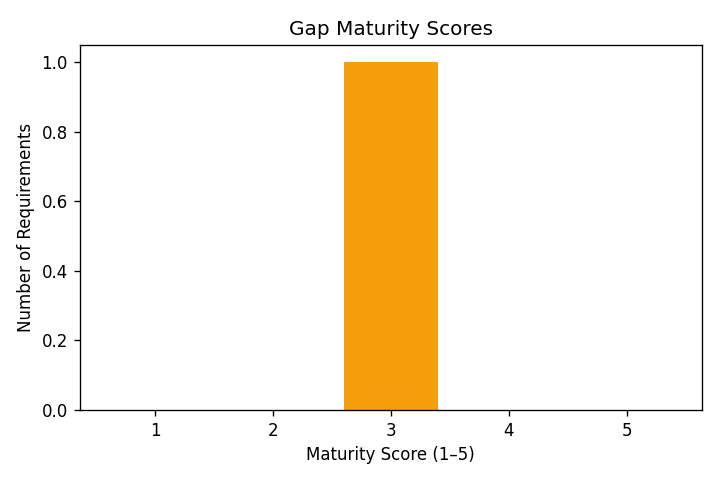 Gap Maturity Scores
Number of Requirements
1.0
0.8
0.6
0.4
0.2
0.0
1 2 3 4 5
Maturity Score (1–5)